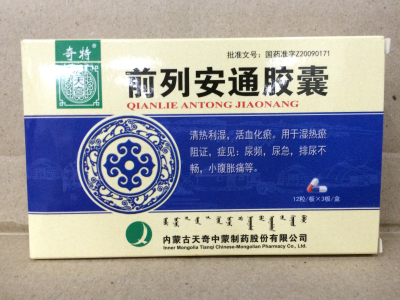 奇特®
批准文号：国药准字Z20090171
前列安通胶囊
QIANLIE ANTONG JIAONANG
清热利湿，活血化瘀。用于湿热瘀
阻证，症见：尿频，尿急，排尿不
畅，小腹胀痛等。
12粒/板×3板/盒
内蒙古天奇中蒙制药股份有限公司
Inner Mongolia Tianqi Chinese-Mongolian Pharmacy Co., Ltd.